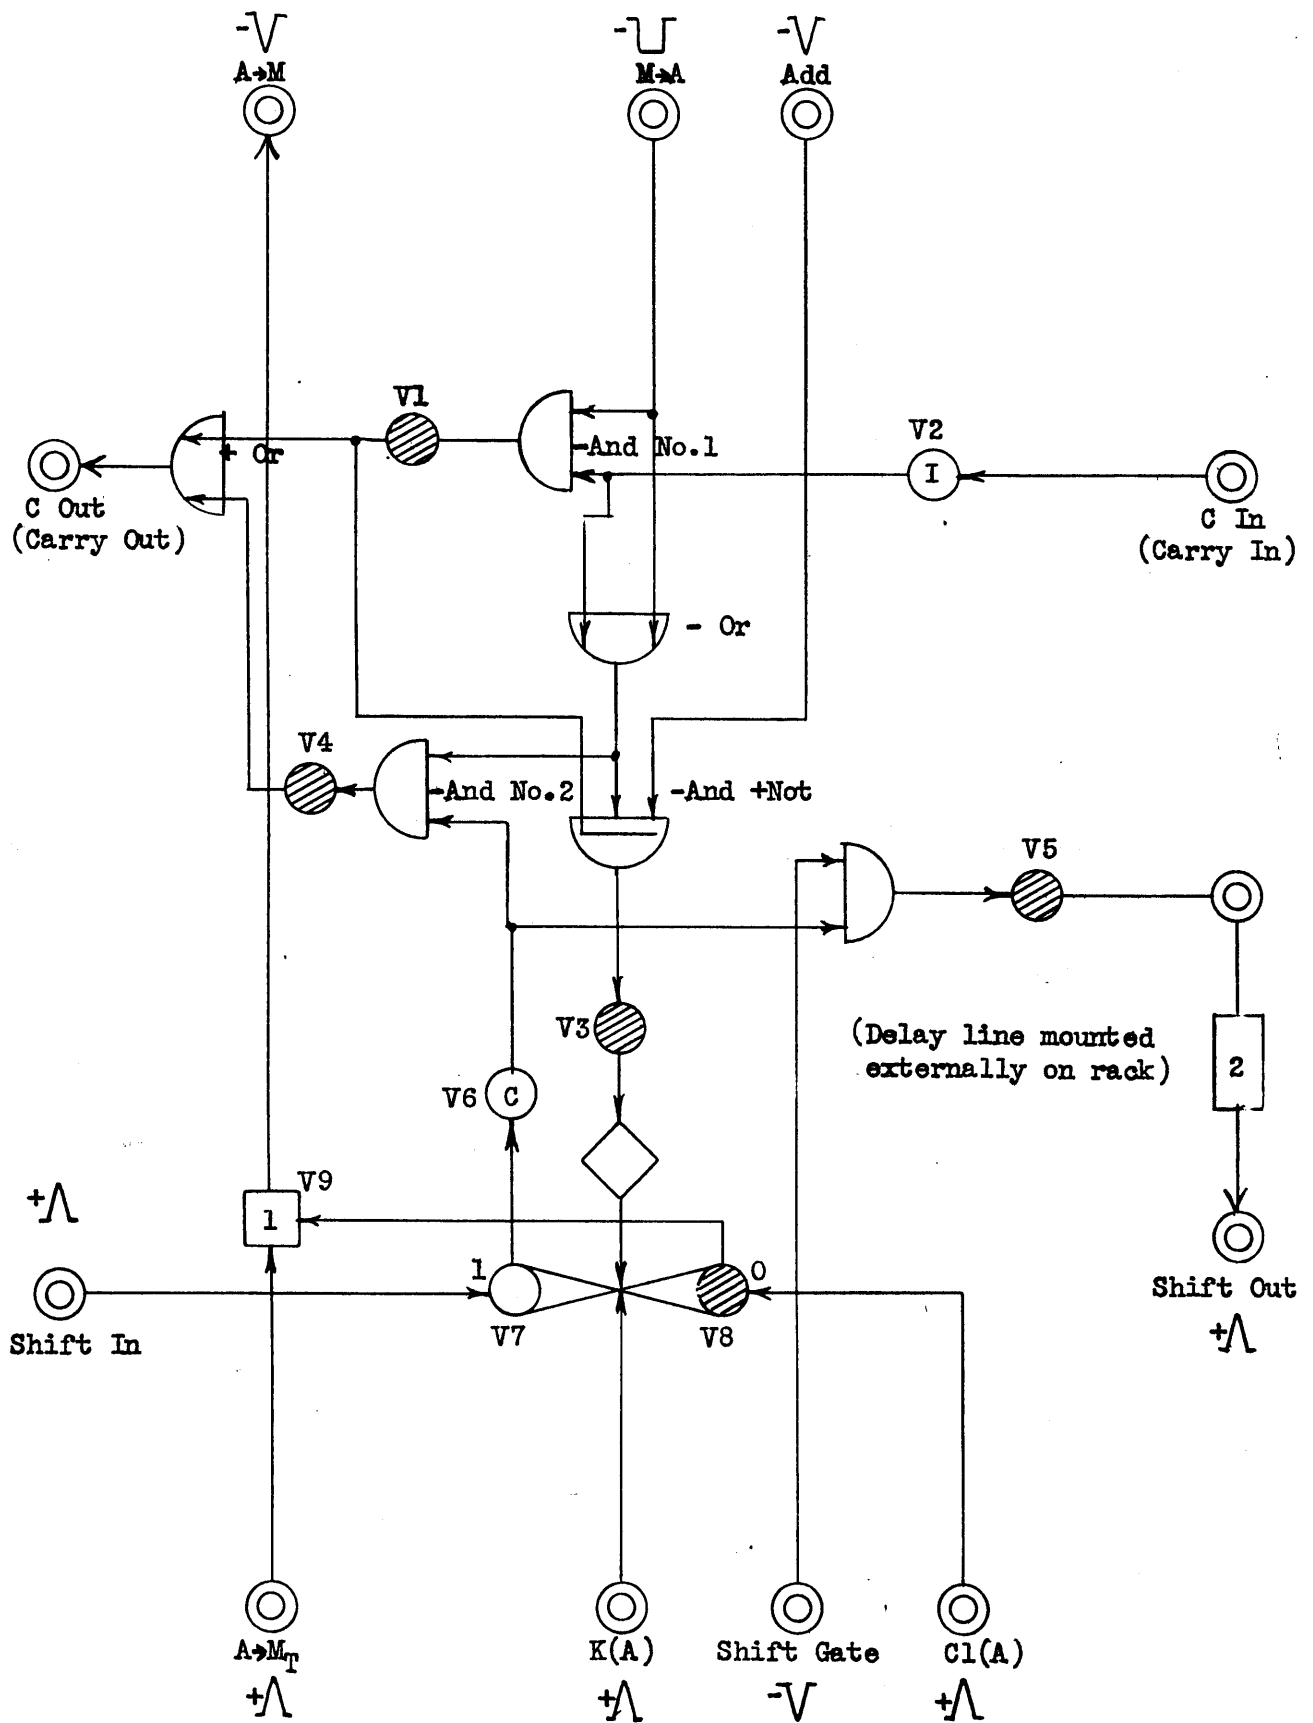 A→M
M→A
Add
V1
+ Or
-And No.1
V2
I
C Out
(Carry Out)
C In
(Carry In)
- Or
V4
-And No.2
-And +Not
V5
V3
(Delay line mounted
externally on rack)
2
V6
C
V9
1
+
1
0
Shift In
V7
V8
Shift Out
+
A→M_T
+
K(A)
+
Shift Gate
-
Cl(A)
+